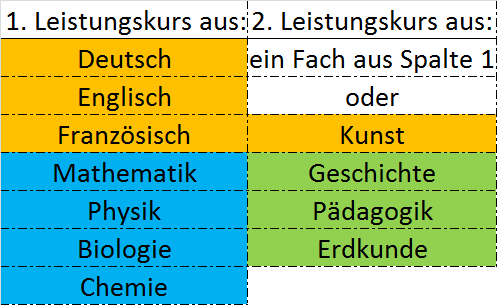 1. Leistungskurs aus: 2. Leistungskurs aus:
Deutsch ein Fach aus Spalte 1
Englisch oder
Französisch Kunst
Mathematik Geschichte
Physik Pädagogik
Biologie Erdkunde
Chemie